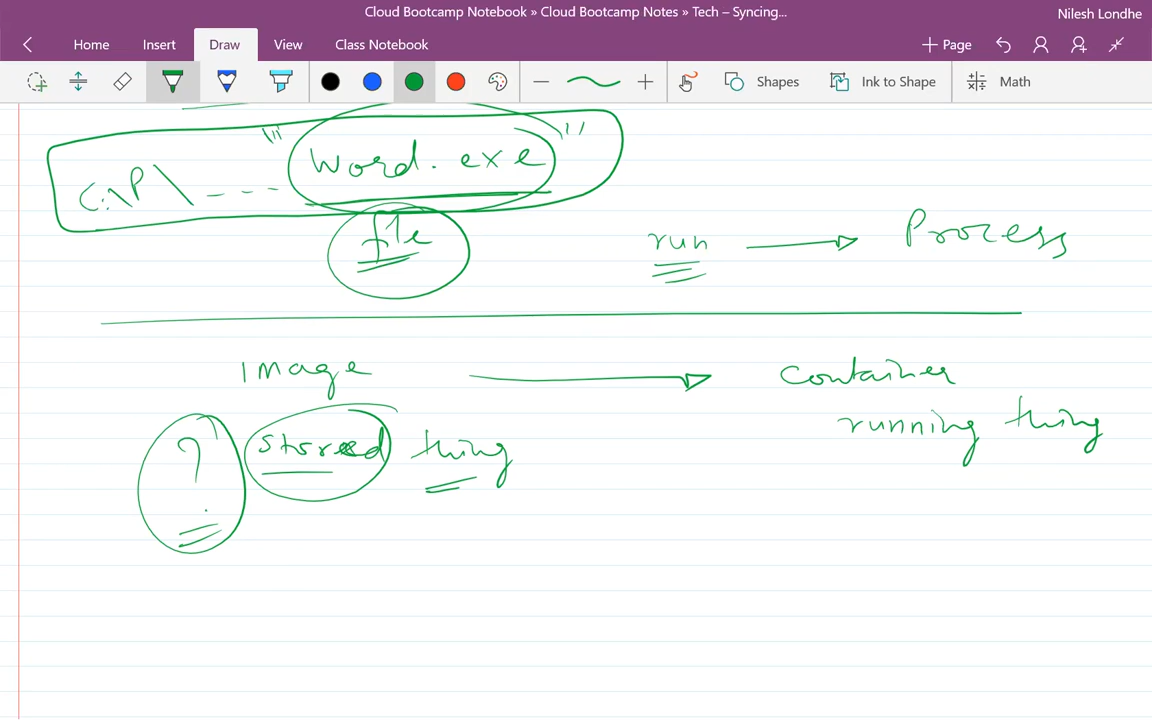 Cloud Bootcamp Notebook » Cloud Bootcamp Notes » Tech – Syncing...
Nilesh Londhe
Home Insert Draw View Class Notebook Page
Shapes Ink to Shape Math
C:\P\ - - - "Word.exe"
file
run Process
Image Container
? stored thing running thing